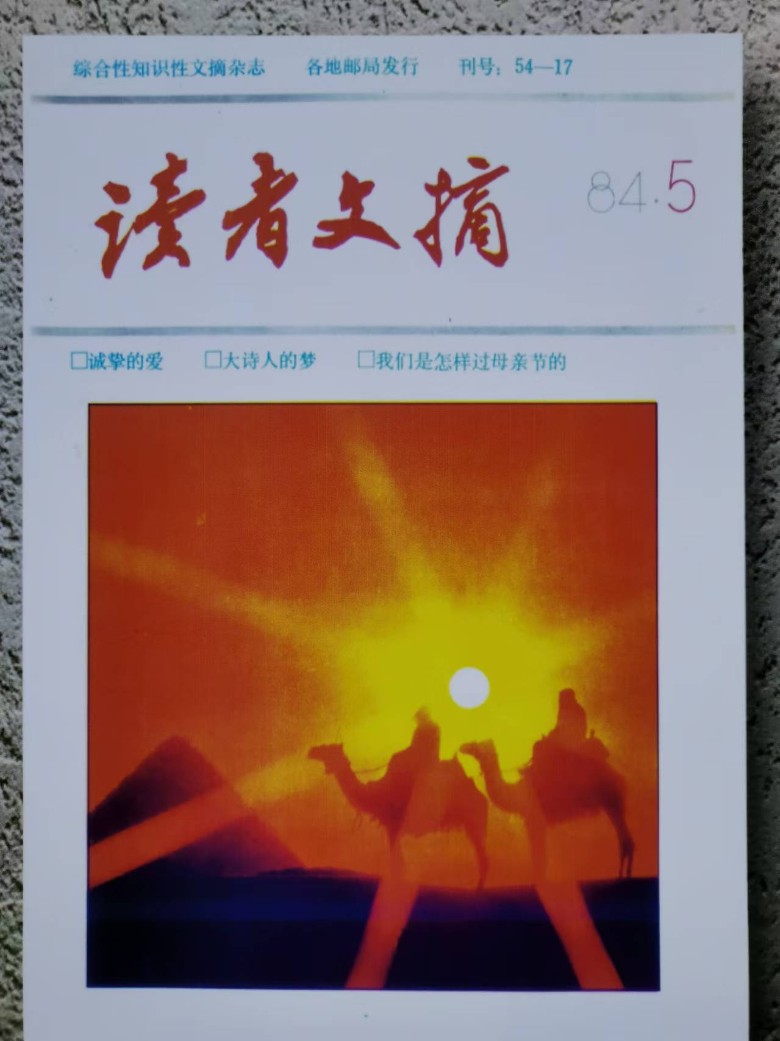 综合性知识性文摘杂志 各地邮局发行 刊号：54—17
读者文摘 84·5
□诚挚的爱 □大诗人的梦 □我们是怎样过母亲节的